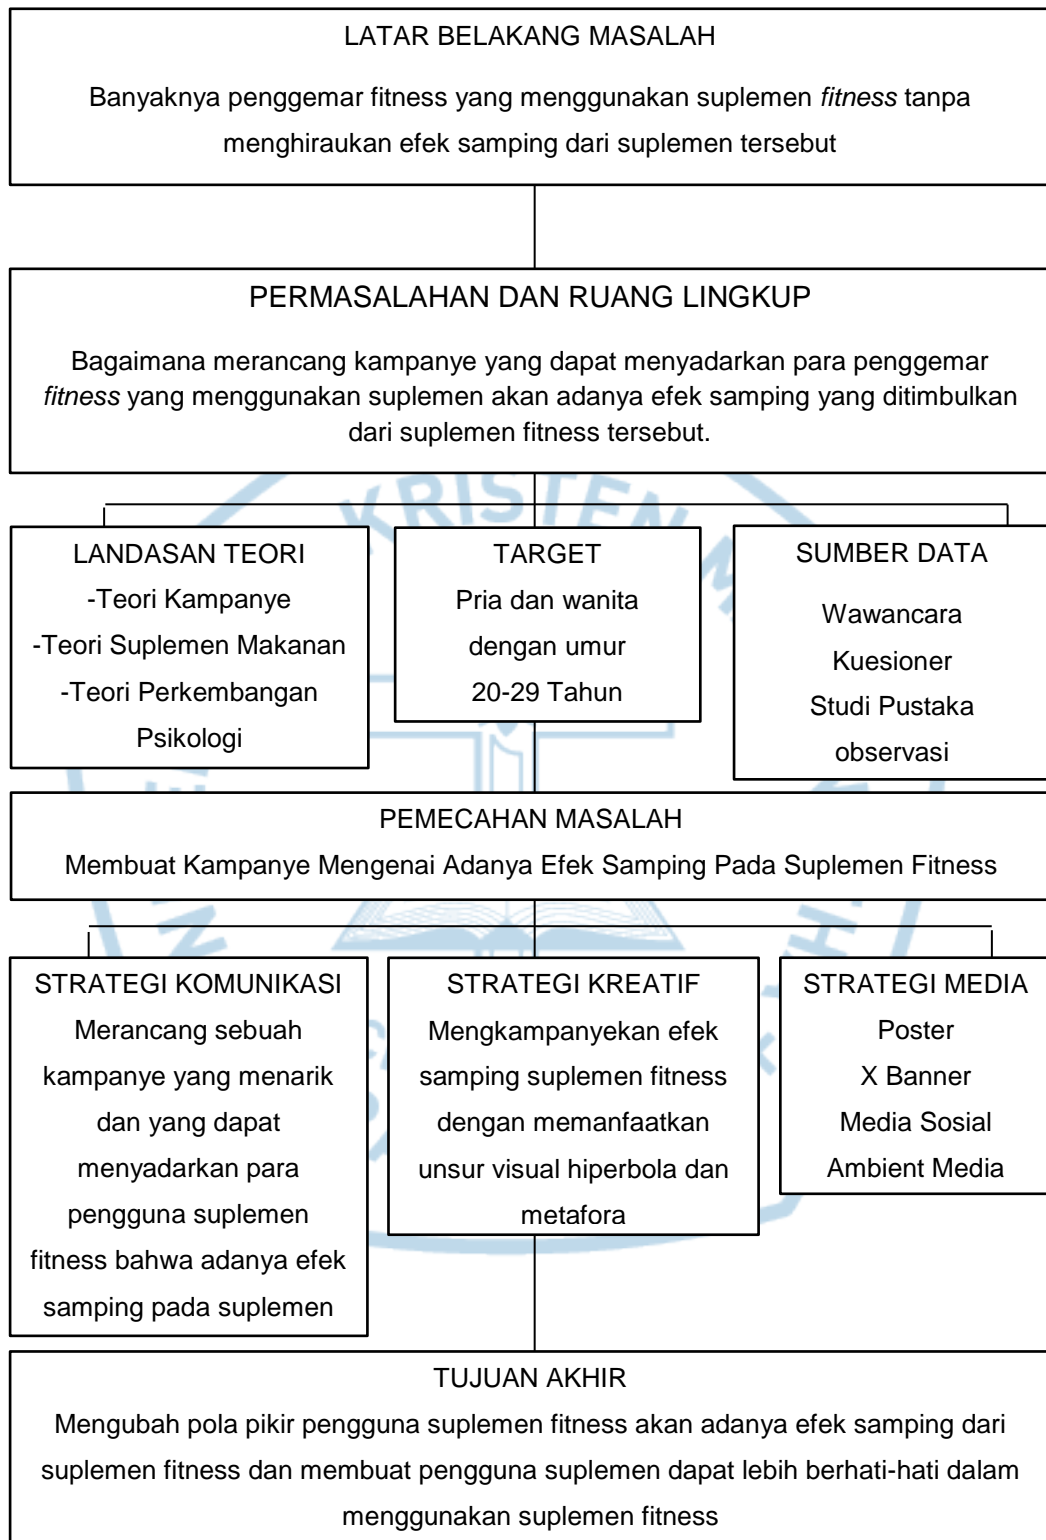 LATAR BELAKANG MASALAH
Banyaknya penggemar fitness yang menggunakan suplemen fitness tanpa
menghiraukan efek samping dari suplemen tersebut
PERMASALAHAN DAN RUANG LINGKUP
Bagaimana merancang kampanye yang dapat menyadarkan para penggemar
fitness yang menggunakan suplemen akan adanya efek samping yang ditimbulkan
dari suplemen fitness tersebut.
KRISTEN
LANDASAN TEORI
-Teori Kampanye
-Teori Suplemen Makanan
-Teori Perkembangan
Psikologi
TARGET
Pria dan wanita
dengan umur
20-29 Tahun
SUMBER DATA
Wawancara
Kuesioner
Studi Pustaka
observasi
PEMECAHAN MASALAH
Membuat Kampanye Mengenai Adanya Efek Samping Pada Suplemen Fitness
STRATEGI KOMUNIKASI
Merancang sebuah
kampanye yang menarik
dan yang dapat
menyadarkan para
pengguna suplemen
fitness bahwa adanya efek
samping pada suplemen
STRATEGI KREATIF
Mengkampanyekan efek
samping suplemen fitness
dengan memanfaatkan
unsur visual hiperbola dan
metafora
STRATEGI MEDIA
Poster
X Banner
Media Sosial
Ambient Media
TUJUAN AKHIR
Mengubah pola pikir pengguna suplemen fitness akan adanya efek samping dari
suplemen fitness dan membuat pengguna suplemen dapat lebih berhati-hati dalam
menggunakan suplemen fitness